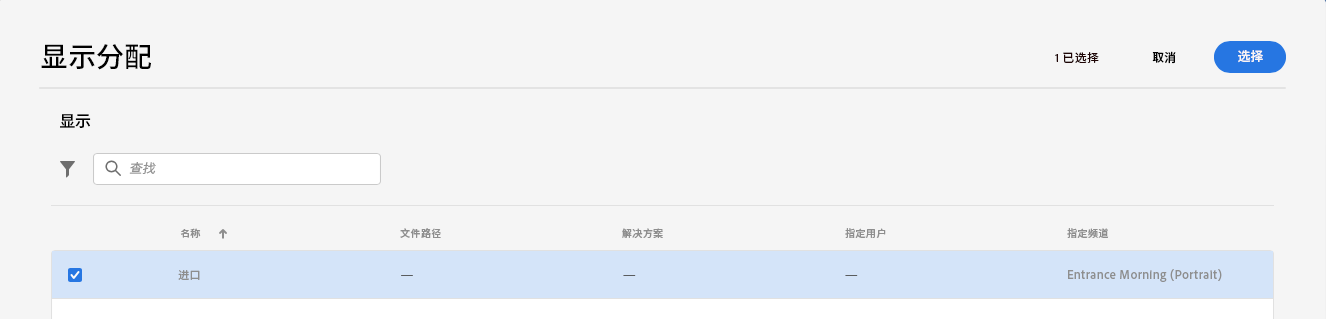 显示分配
1 已选择 取消 选择
显示
查找
名称 文件路径 解决方案 指定用户 指定频道
进口 — — — Entrance Morning (Portrait)